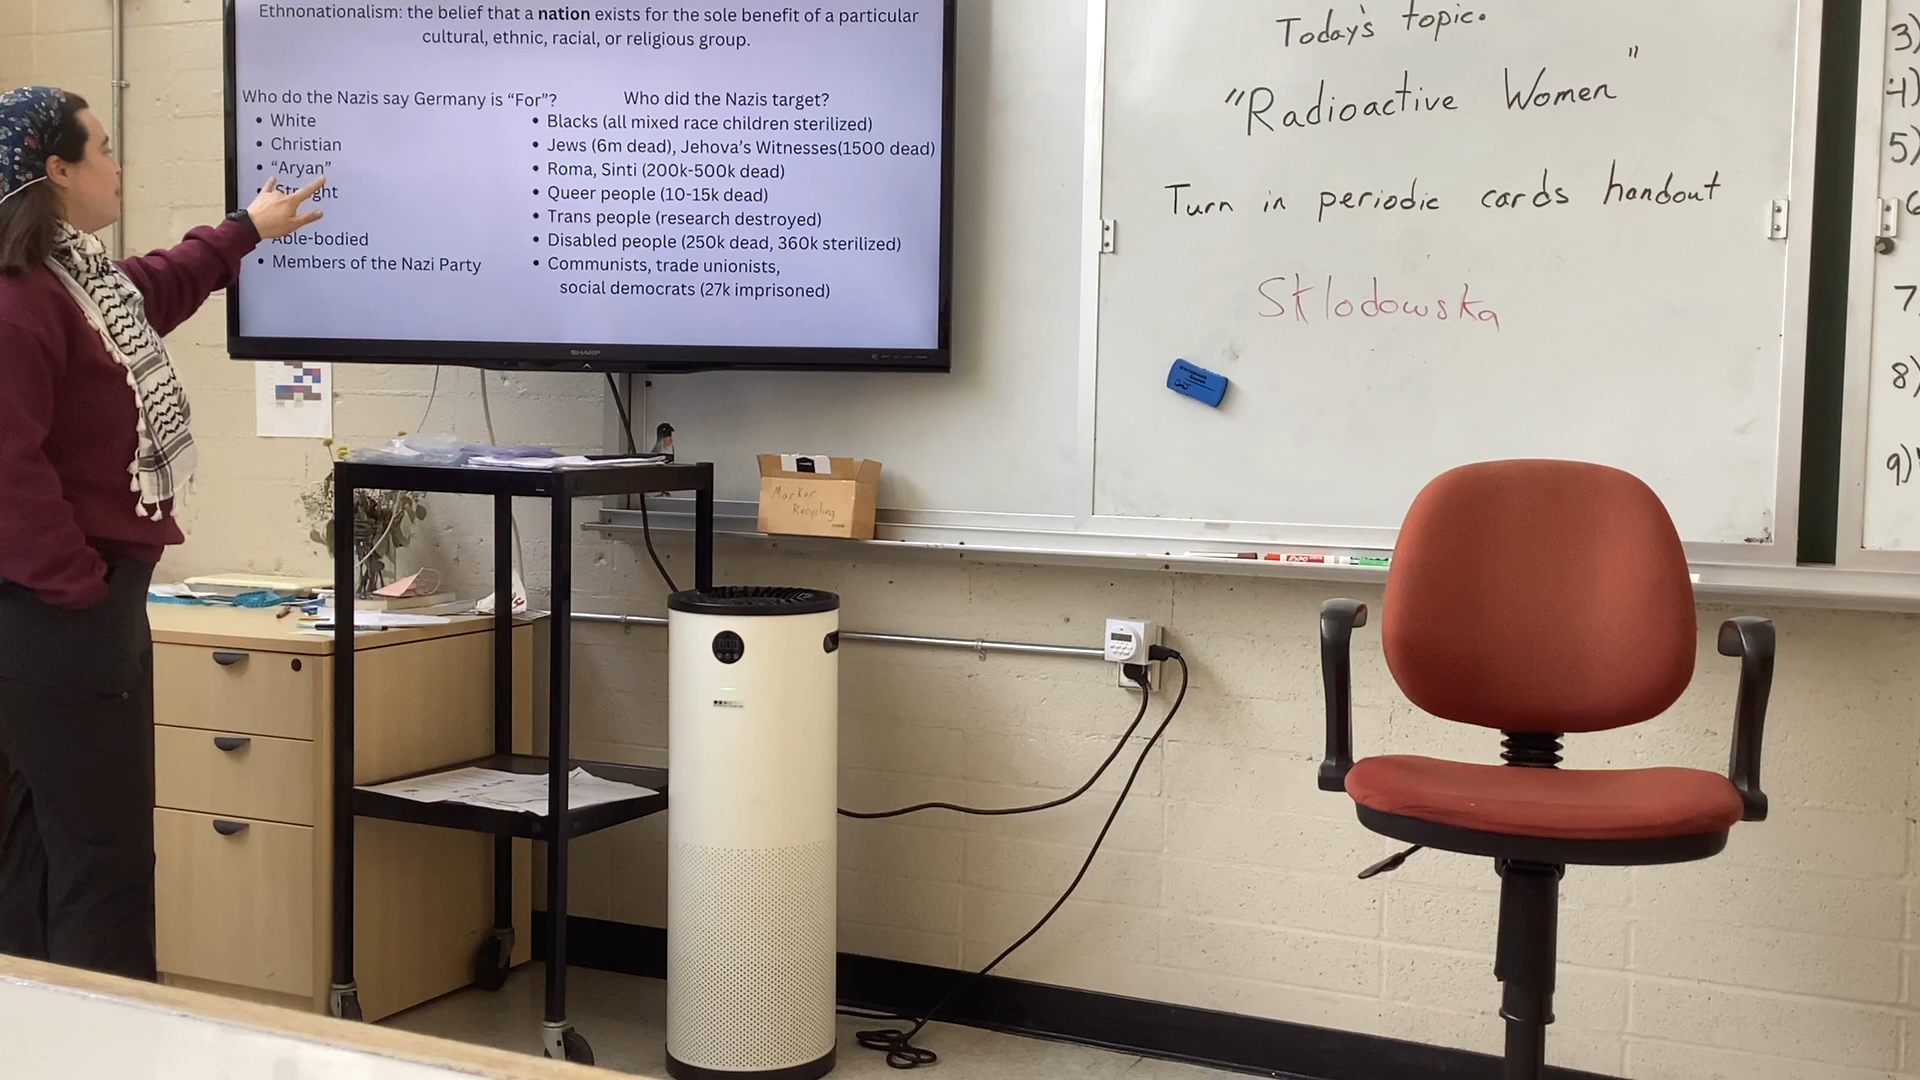 Ethnonationalism: the belief that a nation exists for the sole benefit of a particular
cultural, ethnic, racial, or religious group.
Who do the Nazis say Germany is “For”?
• White
• Christian
• “Aryan”
• Able-bodied
• Members of the Nazi Party
Who did the Nazis target?
• Blacks (all mixed race children sterilized)
• Jews (6m dead), Jehova’s Witnesses(1500 dead)
• Roma, Sinti (200k-500k dead)
• Queer people (10-15k dead)
• Trans people (research destroyed)
• Disabled people (250k dead, 360k sterilized)
• Communists, trade unionists,
social democrats (27k imprisoned)
SHARP
Today's topic.
"Radioactive Women"
Turn in periodic cards handout
Sklodowska
Marker
Recycling
EXPO
3)
4)
5)
6
7
8)
9)